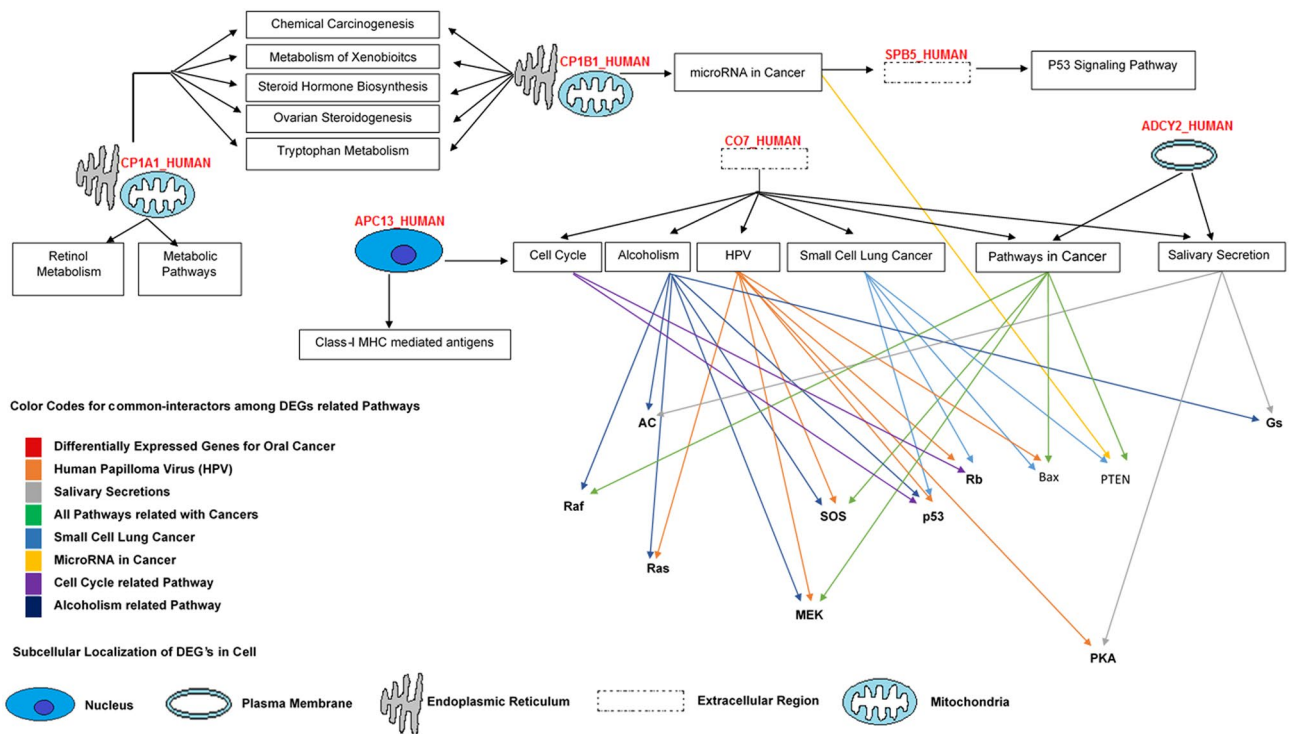 Chemical Carcinogenesis
Metabolism of Xenobioitcs
Steroid Hormone Biosynthesis
Ovarian Steroidogenesis
Tryptophan Metabolism
CP1B1_HUMAN
microRNA in Cancer
SPB5_HUMAN
P53 Signaling Pathway
CP1A1_HUMAN
CO7_HUMAN
ADCY2_HUMAN
Retinol
Metabolism
Metabolic
Pathways
APC13_HUMAN
Cell Cycle
Alcoholism
HPV
Small Cell Lung Cancer
Pathways in Cancer
Salivary Secretion
Class-I MHC mediated antigens
AC
Gs
Rb
Bax
PTEN
Raf
SOS
p53
Ras
MEK
PKA
Color Codes for common-interactors among DEGs related Pathways
Differentially Expressed Genes for Oral Cancer
Human Papilloma Virus (HPV)
Salivary Secretions
All Pathways related with Cancers
Small Cell Lung Cancer
MicroRNA in Cancer
Cell Cycle related Pathway
Alcoholism related Pathway
Subcellular Localization of DEG's in Cell
Nucleus
Plasma Membrane
Endoplasmic Reticulum
Extracellular Region
Mitochondria